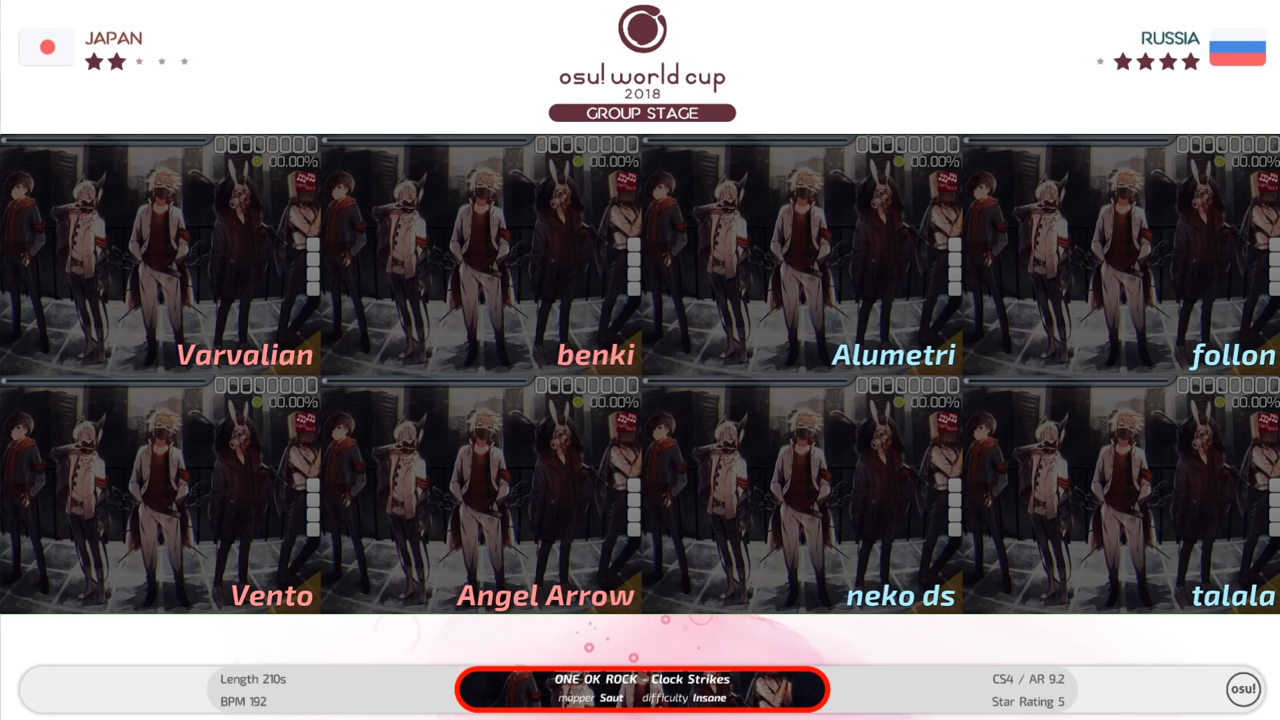 JAPAN
RUSSIA
osu! world cup
2018
GROUP STAGE
00.00% 00.00% 00.00% 00.00%
Varvalian benki Alumetri follon
00.00% 00.00% 00.00% 00.00%
Vento Angel Arrow neko ds talala
Length 210s ONE OK ROCK - Clock Strikes CS4 / AR 9.2
BPM 192 mapper Saut difficulty Insane Star Rating 5
osu!